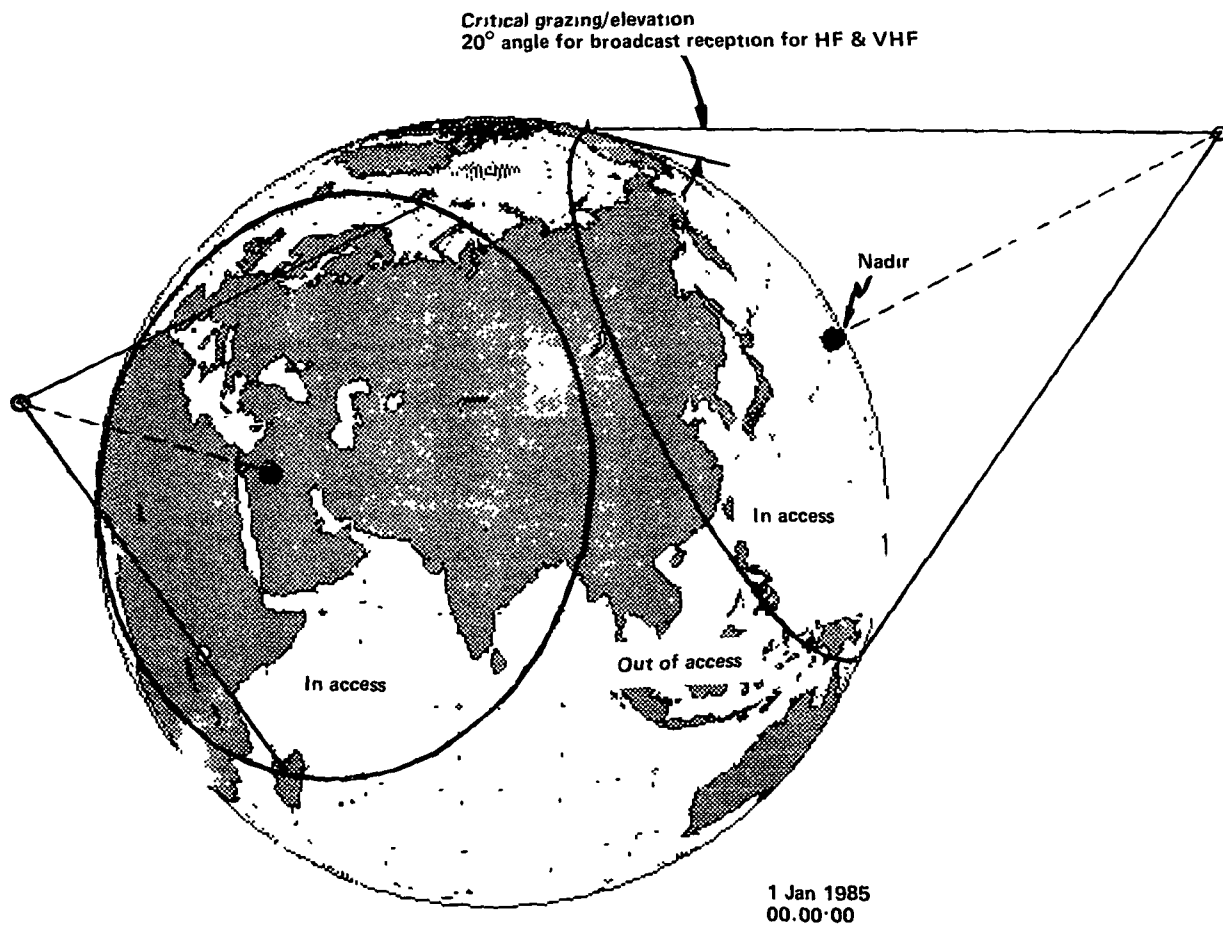 Critical grazing/elevation
20° angle for broadcast reception for HF & VHF
Nadir
In access
Out of access
In access
1 Jan 1985
00.00·00